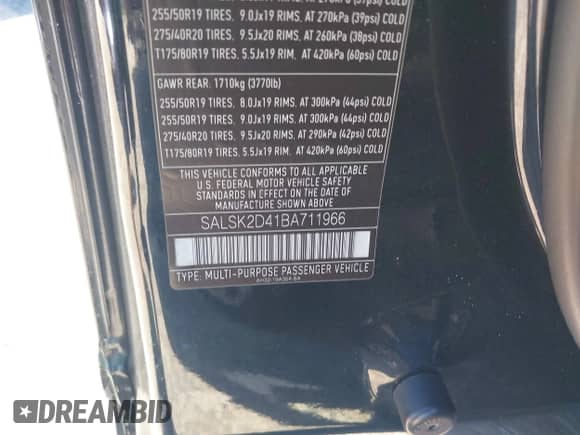 255/50R19 TIRES. 9.0Jx19 RIMS. AT 270kPa (39psi) COLD
275/40R20 TIRES. 9.5Jx20 RIMS. AT 260kPa (38psi) COLD
T175/80R19 TIRES. 5.5Jx19 RIM. AT 420kPa (60psi) COLD
GAWR REAR: 1710kg (3770lb)
255/50R19 TIRES. 8.0Jx19 RIMS. AT 300kPa (44psi) COLD
255/50R19 TIRES. 9.0Jx19 RIMS. AT 300kPa (44psi) COLD
275/40R20 TIRES. 9.5Jx20 RIMS. AT 290kPa (42psi) COLD
T175/80R19 TIRES. 5.5Jx19 RIM. AT 420kPa (60psi) COLD
THIS VEHICLE CONFORMS TO ALL APPLICABLE
U.S. FEDERAL MOTOR VEHICLE SAFETY
STANDARDS IN EFFECT ON THE DATE OF
MANUFACTURE SHOWN ABOVE.
SALSK2D41BA711966
TYPE: MULTI-PURPOSE PASSENGER VEHICLE
DREAMBID